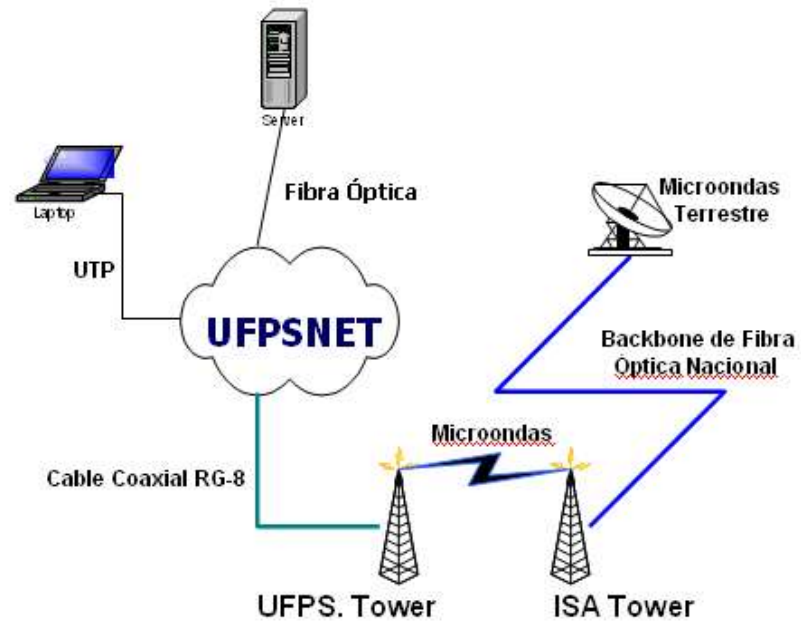 Server
Laptop
Fibra Óptica
UTP
UFPSNET
Microondas
Terrestre
Backbone de Fibra
Óptica Nacional
Microondas
Cable Coaxial RG-8
UFPS. Tower
ISA Tower